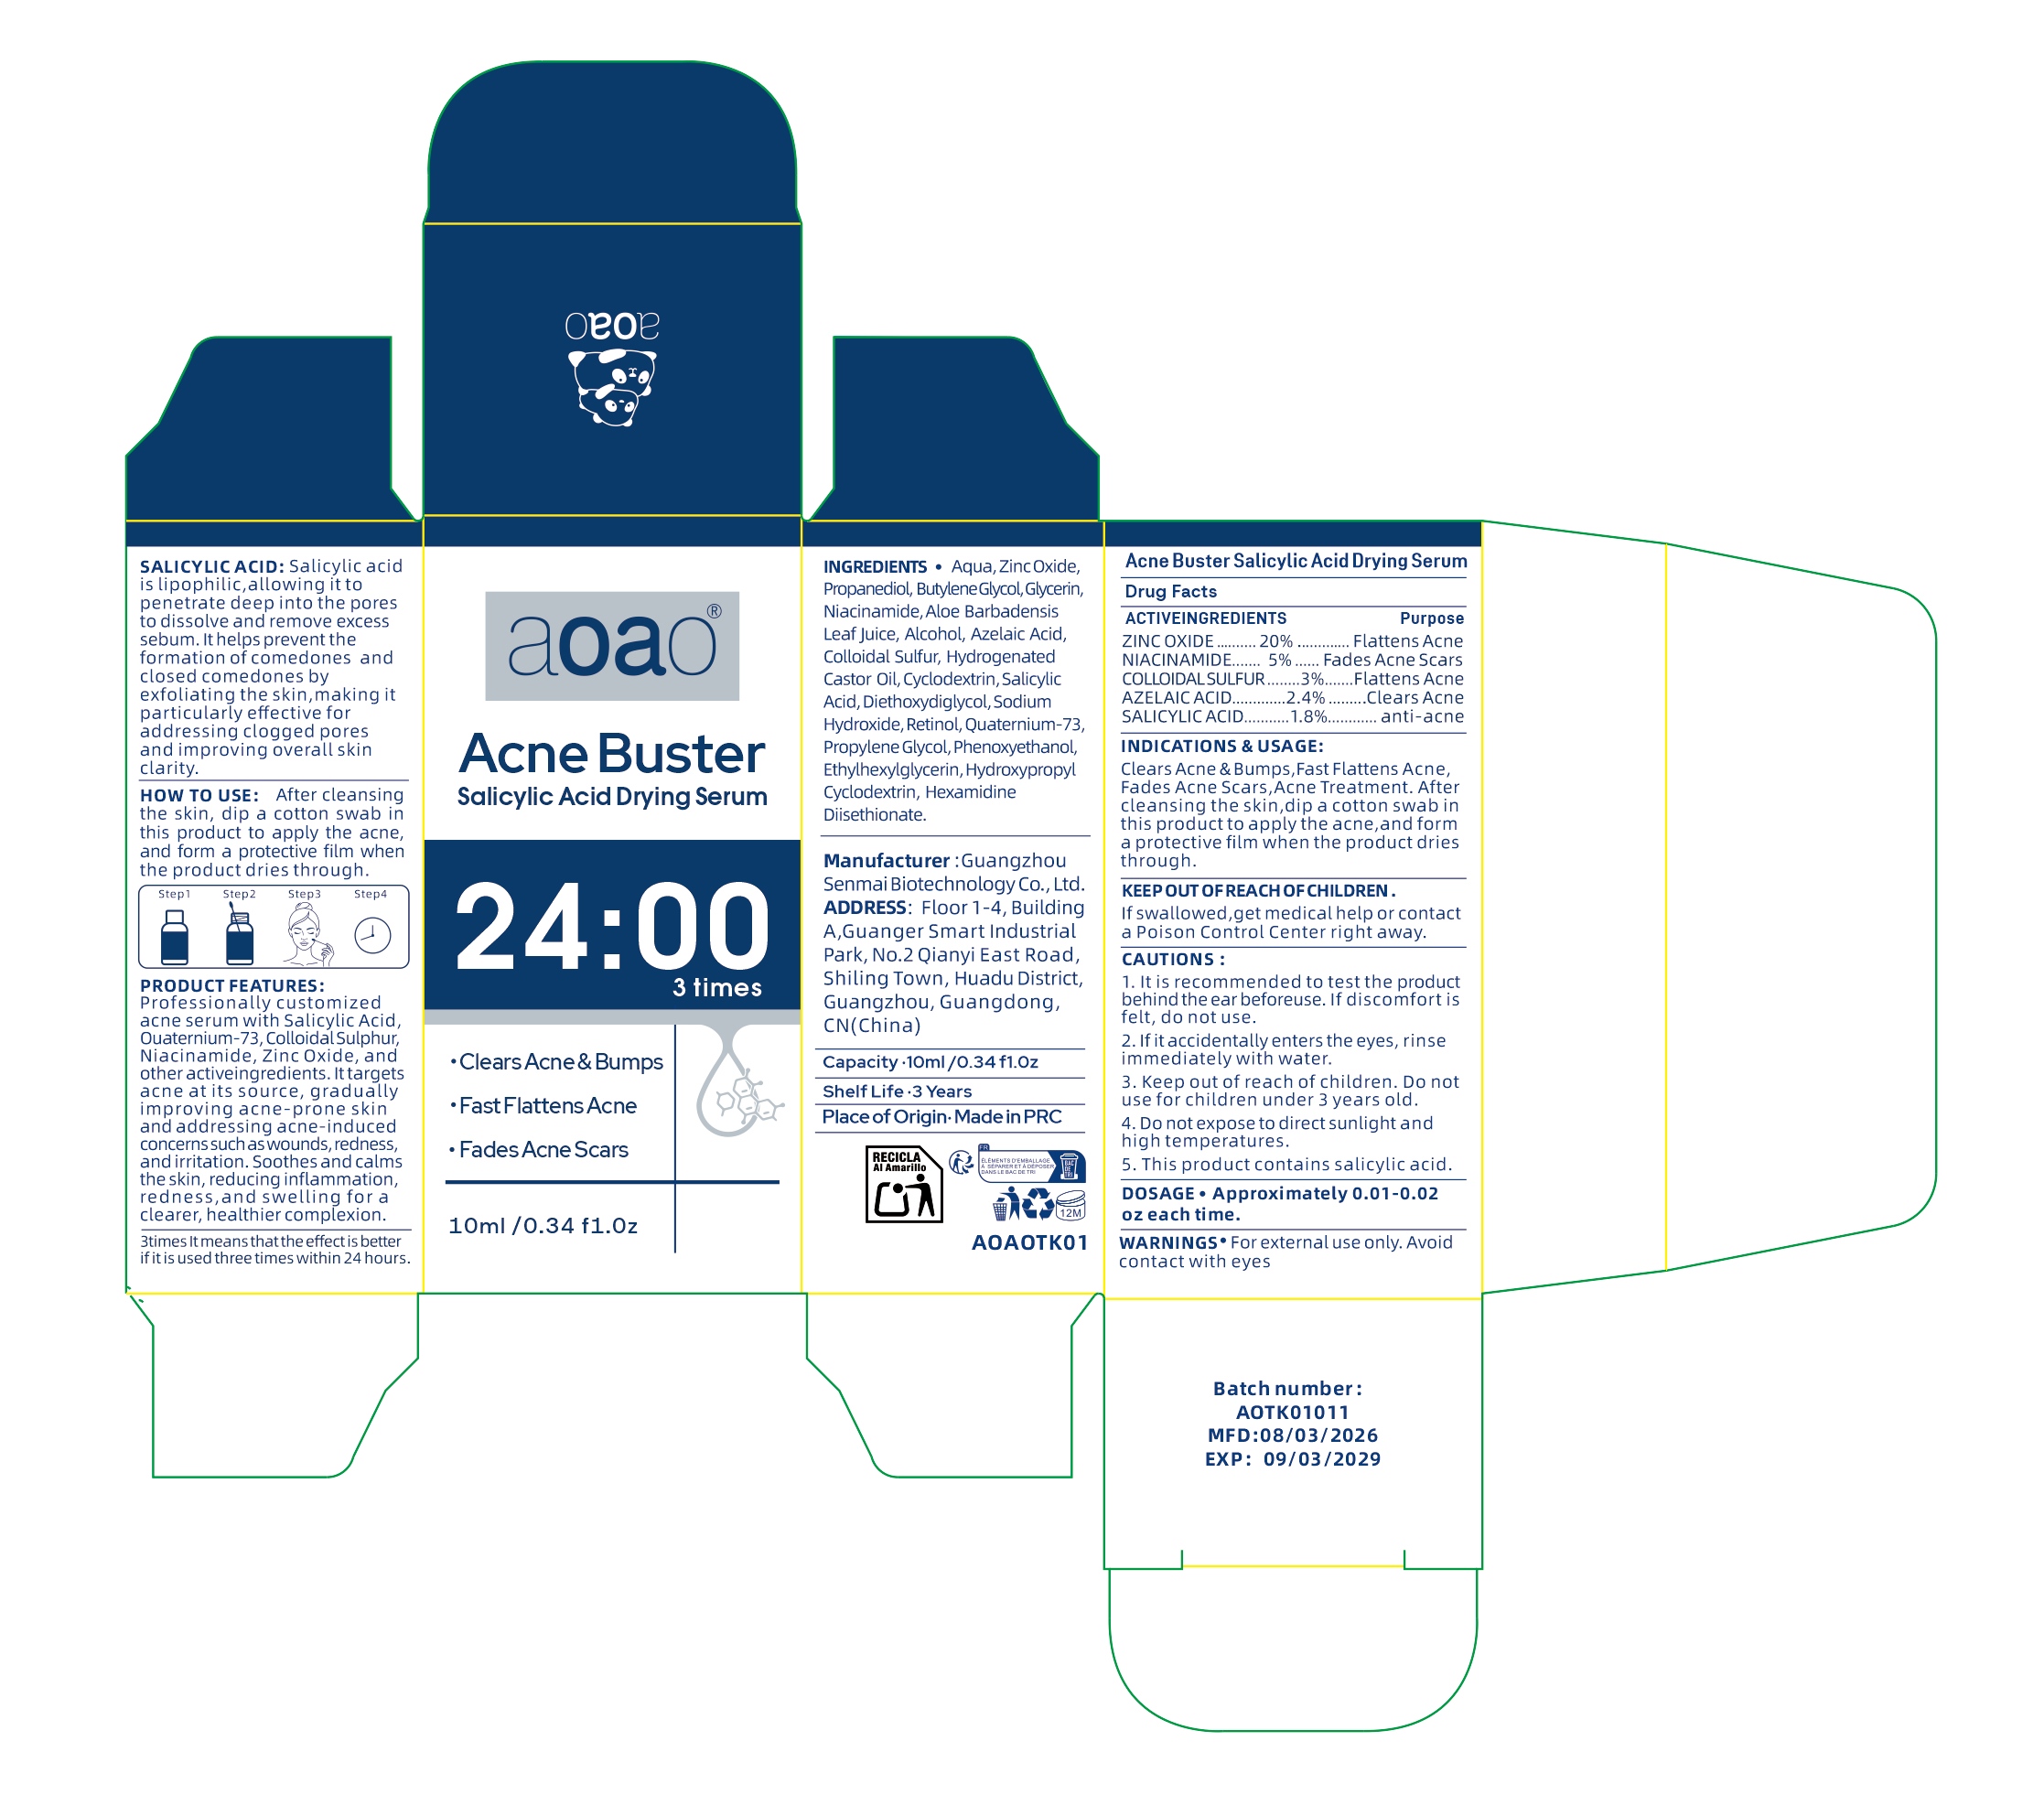 aoao
SALICYLIC ACID: Salicylic acid
is lipophilic,allowing it to
penetrate deep into the pores
to dissolve and remove excess
sebum. It helps prevent the
formation of comedones and
closed comedones by
exfoliating the skin,making it
particularly effective for
addressing clogged pores
and improving overall skin
clarity.
HOW TO USE: After cleansing
the skin, dip a cotton swab in
this product to apply the acne,
and form a protective film when
the product dries through.
Step1 Step2 Step3 Step4
PRODUCT FEATURES:
Professionally customized
acne serum with Salicylic Acid,
Ouaternium-73, Colloidal Sulphur,
Niacinamide, Zinc Oxide, and
other activeingredients. It targets
acne at its source, gradually
improving acne-prone skin
and addressing acne-induced
concerns such as wounds, redness,
and irritation. Soothes and calms
the skin, reducing inflammation,
redness,and swelling for a
clearer, healthier complexion.
3times It means that the effect is better
if it is used three times within 24 hours.
aoao®
Acne Buster
Salicylic Acid Drying Serum
24:00
3 times
•Clears Acne & Bumps
•Fast Flattens Acne
•Fades Acne Scars
10ml /0.34 f1.0z
INGREDIENTS • Aqua, Zinc Oxide,
Propanediol, Butylene Glycol, Glycerin,
Niacinamide, Aloe Barbadensis
Leaf Juice, Alcohol, Azelaic Acid,
Colloidal Sulfur, Hydrogenated
Castor Oil, Cyclodextrin, Salicylic
Acid, Diethoxydiglycol, Sodium
Hydroxide, Retinol, Quaternium-73,
Propylene Glycol, Phenoxyethanol,
Ethylhexylglycerin, Hydroxypropyl
Cyclodextrin, Hexamidine
Diisethionate.
Manufacturer :Guangzhou
Senmai Biotechnology Co., Ltd.
ADDRESS: Floor 1-4, Building
A,Guanger Smart Industrial
Park, No.2 Qianyi East Road,
Shiling Town, Huadu District,
Guangzhou, Guangdong,
CN(China)
Capacity ·10ml /0.34 f1.0z
Shelf Life ·3 Years
Place of Origin· Made in PRC
RECICLA
Al Amarillo
FR
ÉLÉMENTS D'EMBALLAGE
À SÉPARER ET À DÉPOSER
DANS LE BAC DE TRI
BAC
DE
TRI
12M
AOAOTK01
Acne Buster Salicylic Acid Drying Serum
Drug Facts
ACTIVEINGREDIENTS Purpose
ZINC OXIDE .......... 20% ............. Flattens Acne
NIACINAMIDE....... 5% ...... Fades Acne Scars
COLLOIDAL SULFUR ........3%.......Flattens Acne
AZELAIC ACID.............2.4% .........Clears Acne
SALICYLIC ACID...........1.8%............ anti-acne
INDICATIONS & USAGE:
Clears Acne & Bumps,Fast Flattens Acne,
Fades Acne Scars,Acne Treatment. After
cleansing the skin,dip a cotton swab in
this product to apply the acne,and form
a protective film when the product dries
through.
KEEP OUT OF REACH OF CHILDREN .
If swallowed,get medical help or contact
a Poison Control Center right away.
CAUTIONS :
1. It is recommended to test the product
behind the ear beforeuse. If discomfort is
felt, do not use.
2. If it accidentally enters the eyes, rinse
immediately with water.
3. Keep out of reach of children. Do not
use for children under 3 years old.
4. Do not expose to direct sunlight and
high temperatures.
5. This product contains salicylic acid.
DOSAGE • Approximately 0.01-0.02
oz each time.
WARNINGS• For external use only. Avoid
contact with eyes
Batch number :
AOTK01011
MFD:08/03/2026
EXP: 09/03/2029